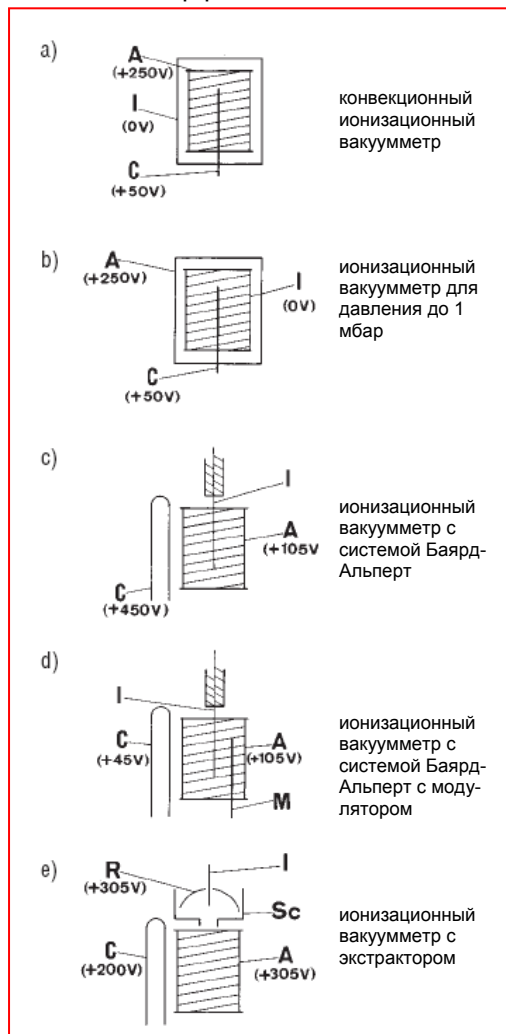 a)
A
(+250V)
I
(0V)
C
(+50V)
конвекционный
ионизационный
вакуумметр
b)
A
(+250V)
I
(0V)
C
(+50V)
ионизационный
вакуумметр для
давления до 1
мбар
c)
I
A
(+105V
C
(+450V)
ионизационный
вакуумметр с
системой Баярд-
Альперт
d)
I
C
(+45V)
A
(+105V)
M
ионизационный
вакуумметр с
системой Баярд-
Альперт с моду-
лятором
e)
I
R
(+305V)
Sc
C
(+200V)
A
(+305V)
ионизационный
вакуумметр с
экстрактором